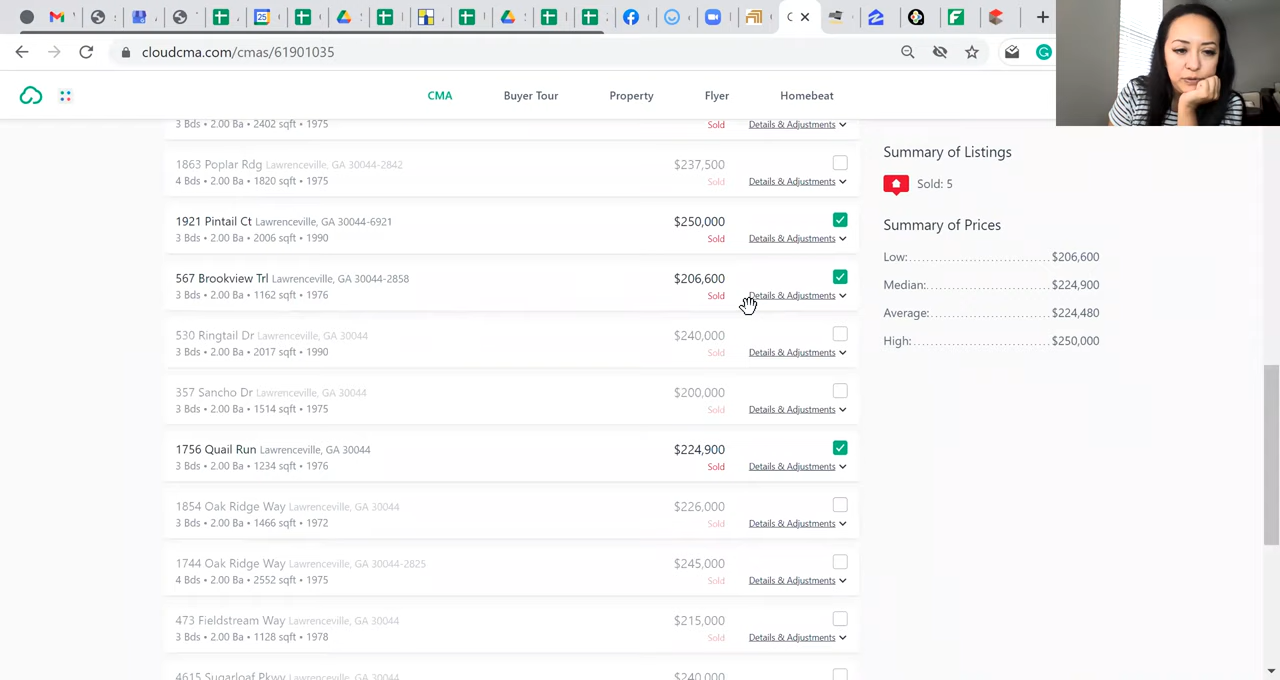 cloudcma.com/cmas/61901035
CMA Buyer Tour Property Flyer Homebeat
3 Bds • 2.00 Ba • 2402 sqft • 1975 Sold Details & Adjustments
1863 Poplar Rdg Lawrenceville, GA 30044-2842 $237,500
4 Bds • 2.00 Ba • 1820 sqft • 1975 Sold Details & Adjustments
1921 Pintail Ct Lawrenceville, GA 30044-6921 $250,000
3 Bds • 2.00 Ba • 2006 sqft • 1990 Sold Details & Adjustments
567 Brookview Trl Lawrenceville, GA 30044-2858 $206,600
3 Bds • 2.00 Ba • 1162 sqft • 1976 Sold Details & Adjustments
530 Ringtail Dr Lawrenceville, GA 30044 $240,000
3 Bds • 2.00 Ba • 2017 sqft • 1990 Sold Details & Adjustments
357 Sancho Dr Lawrenceville, GA 30044 $200,000
3 Bds • 2.00 Ba • 1514 sqft • 1975 Sold Details & Adjustments
1756 Quail Run Lawrenceville, GA 30044 $224,900
3 Bds • 2.00 Ba • 1234 sqft • 1976 Sold Details & Adjustments
1854 Oak Ridge Way Lawrenceville, GA 30044 $226,000
3 Bds • 2.00 Ba • 1466 sqft • 1972 Sold Details & Adjustments
1744 Oak Ridge Way Lawrenceville, GA 30044-2825 $245,000
4 Bds • 2.00 Ba • 2552 sqft • 1975 Sold Details & Adjustments
473 Fieldstream Way Lawrenceville, GA 30044 $215,000
3 Bds • 2.00 Ba • 1128 sqft • 1978 Sold Details & Adjustments
4615 Sugarloaf Pkwy Lawrenceville, GA 30044 $240,000
Summary of Listings
Sold: 5
Summary of Prices
Low: $206,600
Median: $224,900
Average: $224,480
High: $250,000